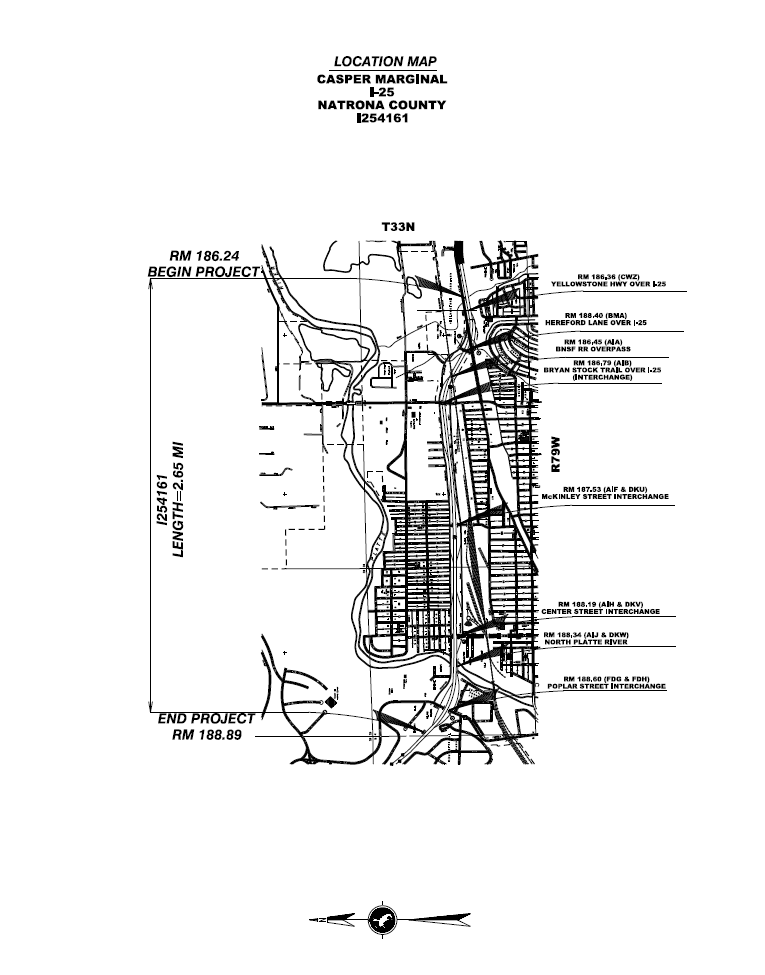 LOCATION MAP
CASPER MARGINAL
I-25
NATRONA COUNTY
I254161
T33N
RM 186.24
BEGIN PROJECT
RM 186.36 (CWZ)
YELLOWSTONE HWY OVER I-25
RM 188.40 (BMA)
HEREFORD LANE OVER I-25
RM 186.45 (AIA)
BNSF RR OVERPASS
RM 186.79 (AIB)
BRYAN STOCK TRAIL OVER I-25
(INTERCHANGE)
R79W
I254161
LENGTH=2.65 MI
RM 187.53 (AIF & DKU)
McKINLEY STREET INTERCHANGE
RM 188.19 (AIH & DKV)
CENTER STREET INTERCHANGE
RM 188.34 (AIJ & DKW)
NORTH PLATTE RIVER
RM 188.60 (FDG & FDH)
POPLAR STREET INTERCHANGE
END PROJECT
RM 188.89
N